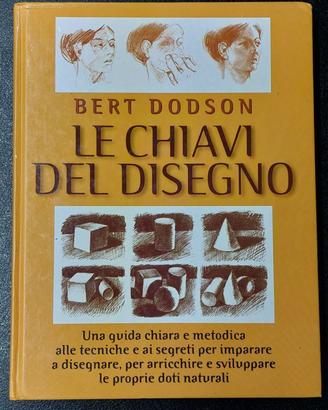 BERT DODSON
LE CHIAVI
DEL DISEGNO
Una guida chiara e metodica
alle tecniche e ai segreti per imparare
a disegnare, per arricchire e sviluppare
le proprie doti naturali